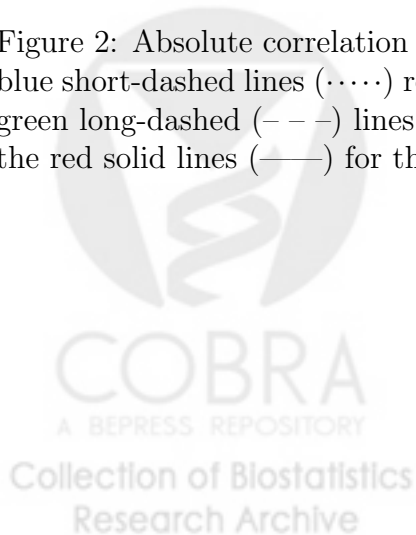 Figure 2: Absolute correlation
blue short-dashed lines (·····) r
green long-dashed (– – –) lines
the red solid lines (——) for th
COBRA
A BEPRESS REPOSITORY
Collection of Biostatistics
Research Archive